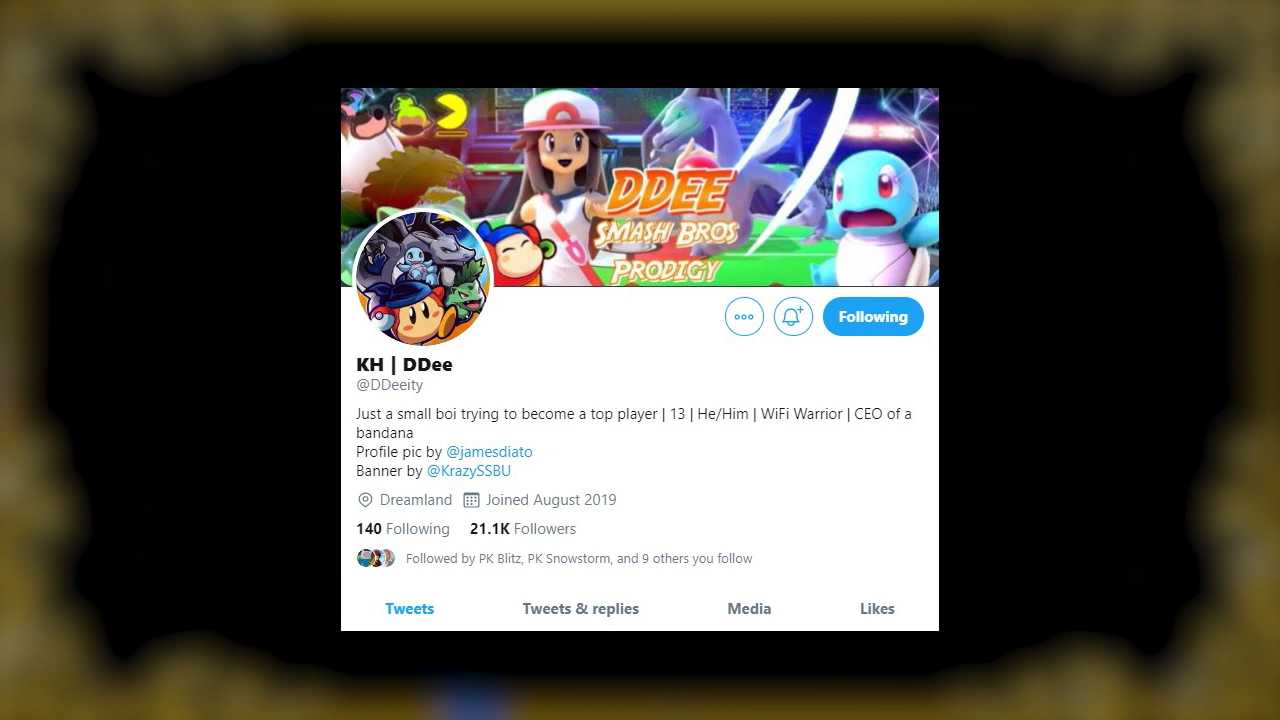 DDEE
SMASH BROS
PRODIGY
Following
KH | DDee
@DDeeity
Just a small boi trying to become a top player | 13 | He/Him | WiFi Warrior | CEO of a
bandana
Profile pic by @jamesdiato
Banner by @KrazySSBU
Dreamland Joined August 2019
140 Following 21.1K Followers
Followed by PK Blitz, PK Snowstorm, and 9 others you follow
Tweets Tweets & replies Media Likes